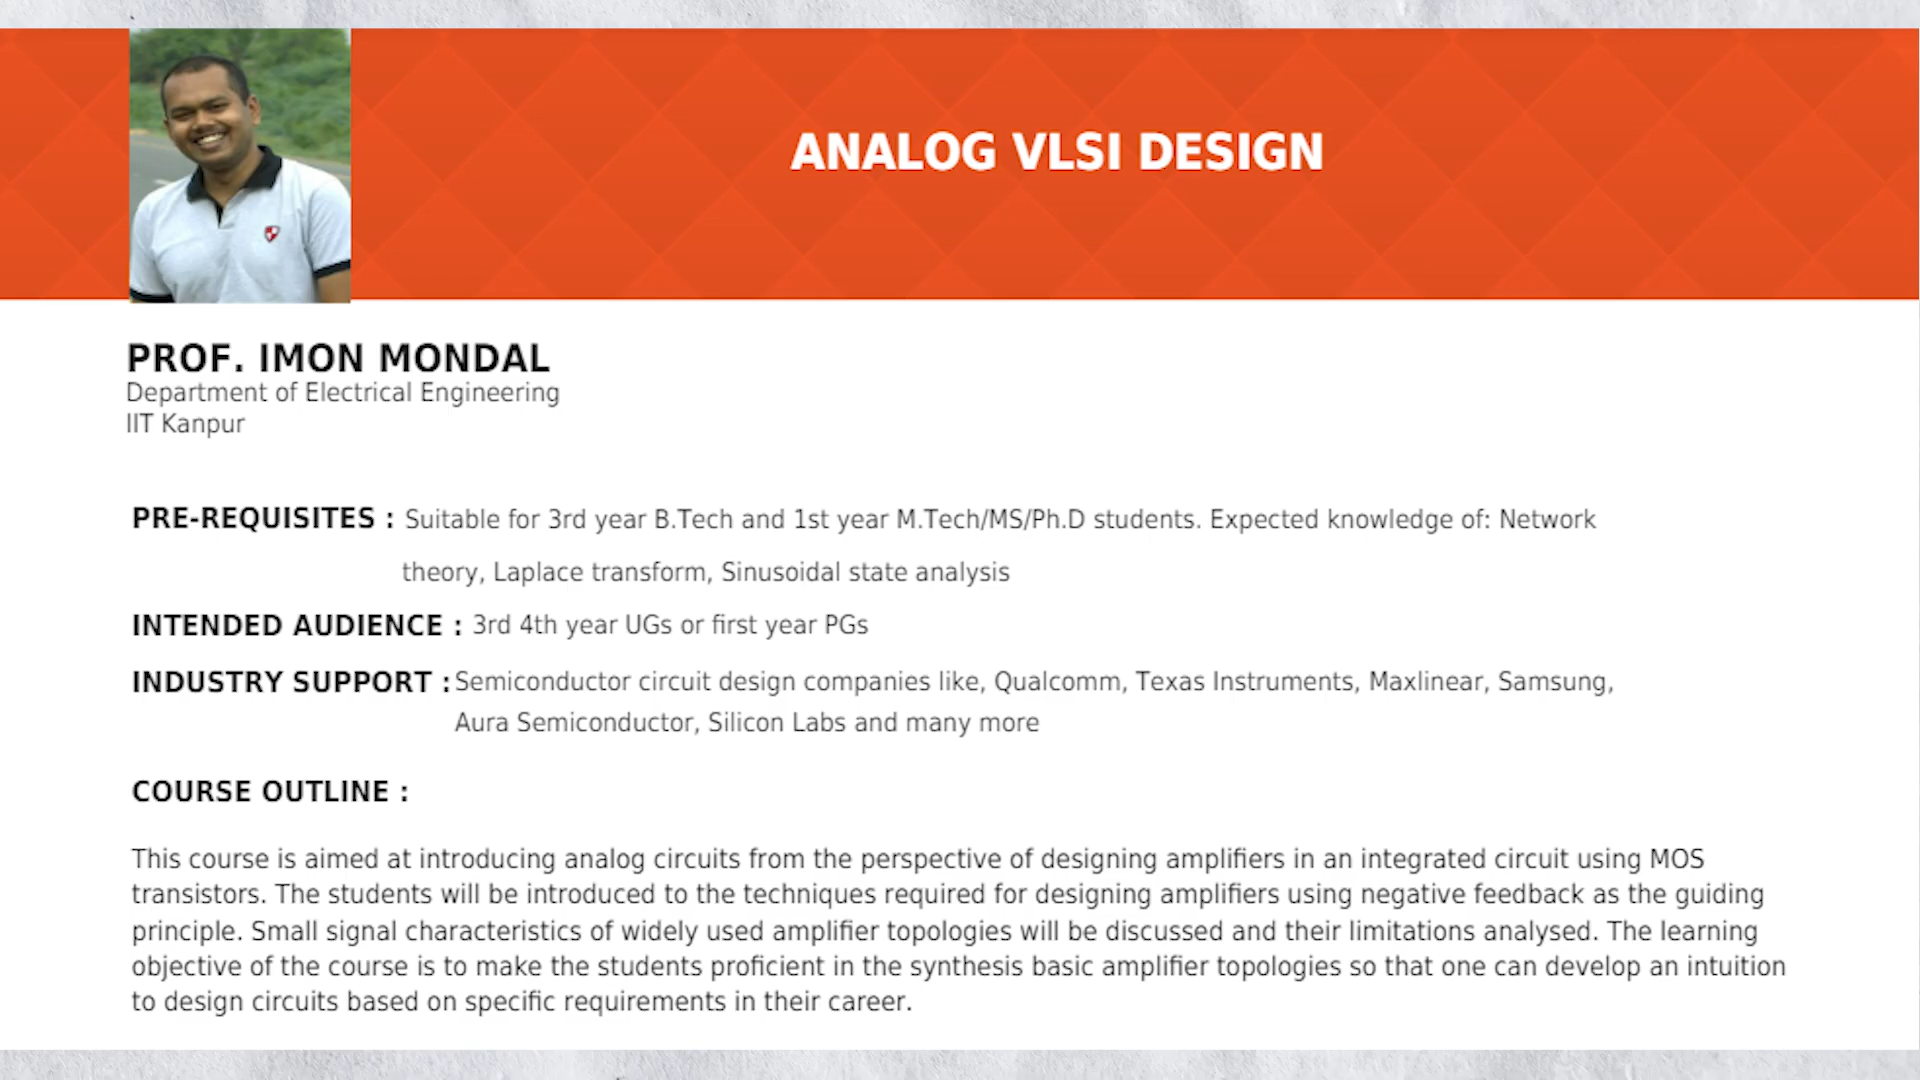 ANALOG VLSI DESIGN
PROF. IMON MONDAL
Department of Electrical Engineering
IIT Kanpur
PRE-REQUISITES : Suitable for 3rd year B.Tech and 1st year M.Tech/MS/Ph.D students. Expected knowledge of: Network
theory, Laplace transform, Sinusoidal state analysis
INTENDED AUDIENCE : 3rd 4th year UGs or first year PGs
INDUSTRY SUPPORT : Semiconductor circuit design companies like, Qualcomm, Texas Instruments, Maxlinear, Samsung,
Aura Semiconductor, Silicon Labs and many more
COURSE OUTLINE :
This course is aimed at introducing analog circuits from the perspective of designing amplifiers in an integrated circuit using MOS
transistors. The students will be introduced to the techniques required for designing amplifiers using negative feedback as the guiding
principle. Small signal characteristics of widely used amplifier topologies will be discussed and their limitations analysed. The learning
objective of the course is to make the students proficient in the synthesis basic amplifier topologies so that one can develop an intuition
to design circuits based on specific requirements in their career.